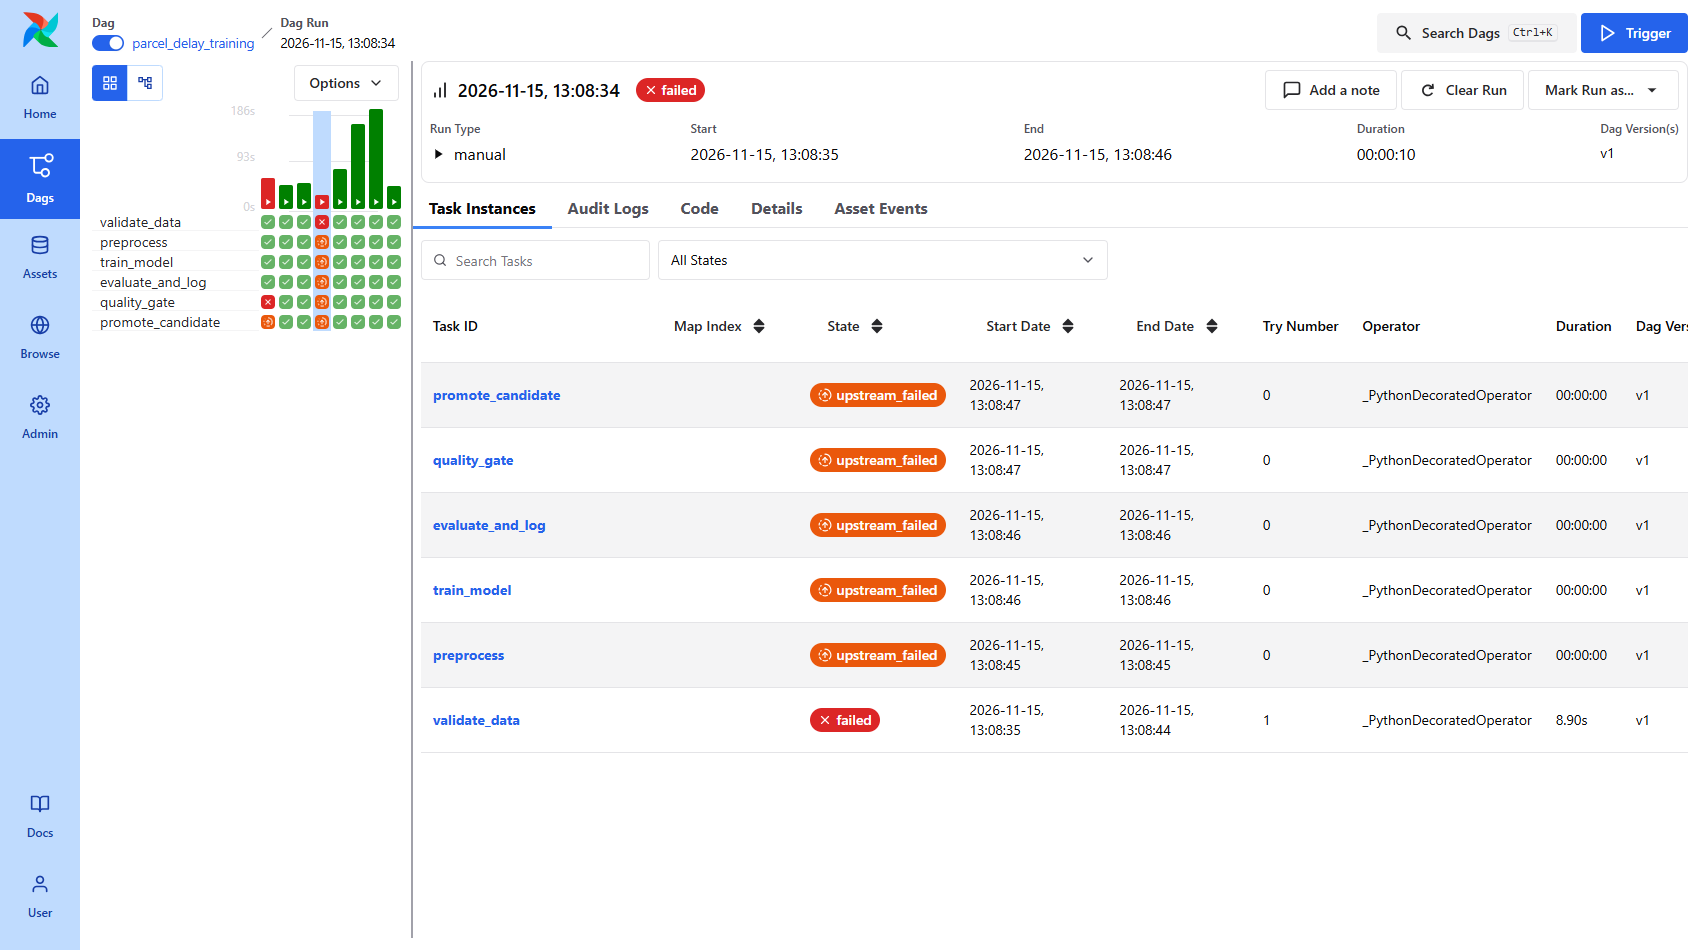 Dag
parcel_delay_training
Dag Run
2026-11-15, 13:08:34
Search Dags Ctrl+K
Trigger
Home
Dags
Assets
Browse
Admin
Docs
User
Options
186s
93s
0s
validate_data
preprocess
train_model
evaluate_and_log
quality_gate
promote_candidate
2026-11-15, 13:08:34 failed
Add a note
Clear Run
Mark Run as...
Run Type Start End Duration Dag Version(s)
manual 2026-11-15, 13:08:35 2026-11-15, 13:08:46 00:00:10 v1
Task Instances Audit Logs Code Details Asset Events
Search Tasks
All States
Task ID Map Index State Start Date End Date Try Number Operator Duration Dag Vers
promote_candidate upstream_failed 2026-11-15, 13:08:47 2026-11-15, 13:08:47 0 _PythonDecoratedOperator 00:00:00 v1
quality_gate upstream_failed 2026-11-15, 13:08:47 2026-11-15, 13:08:47 0 _PythonDecoratedOperator 00:00:00 v1
evaluate_and_log upstream_failed 2026-11-15, 13:08:46 2026-11-15, 13:08:46 0 _PythonDecoratedOperator 00:00:00 v1
train_model upstream_failed 2026-11-15, 13:08:46 2026-11-15, 13:08:46 0 _PythonDecoratedOperator 00:00:00 v1
preprocess upstream_failed 2026-11-15, 13:08:45 2026-11-15, 13:08:45 0 _PythonDecoratedOperator 00:00:00 v1
validate_data failed 2026-11-15, 13:08:35 2026-11-15, 13:08:44 1 _PythonDecoratedOperator 8.90s v1